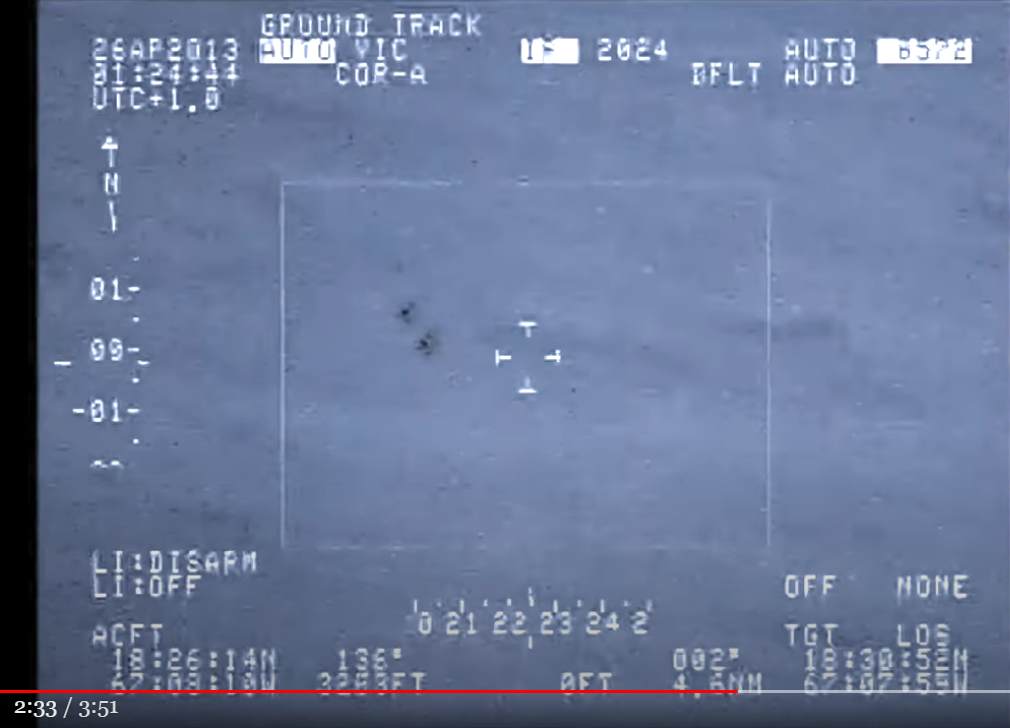 GROUND TRACK
26AP2013 AUTO VIC 2024 AUTO
01:24:44 COR-A DFLT AUTO
UTC+1.0
N
01-
00-
-01-
LI:DISARM
LI:OFF OFF NONE
0 21 22 23 24 2
ACFT TGT LOS
18:26:14N 136° 002° 18:30:52N
0FT
2:33 / 3:51